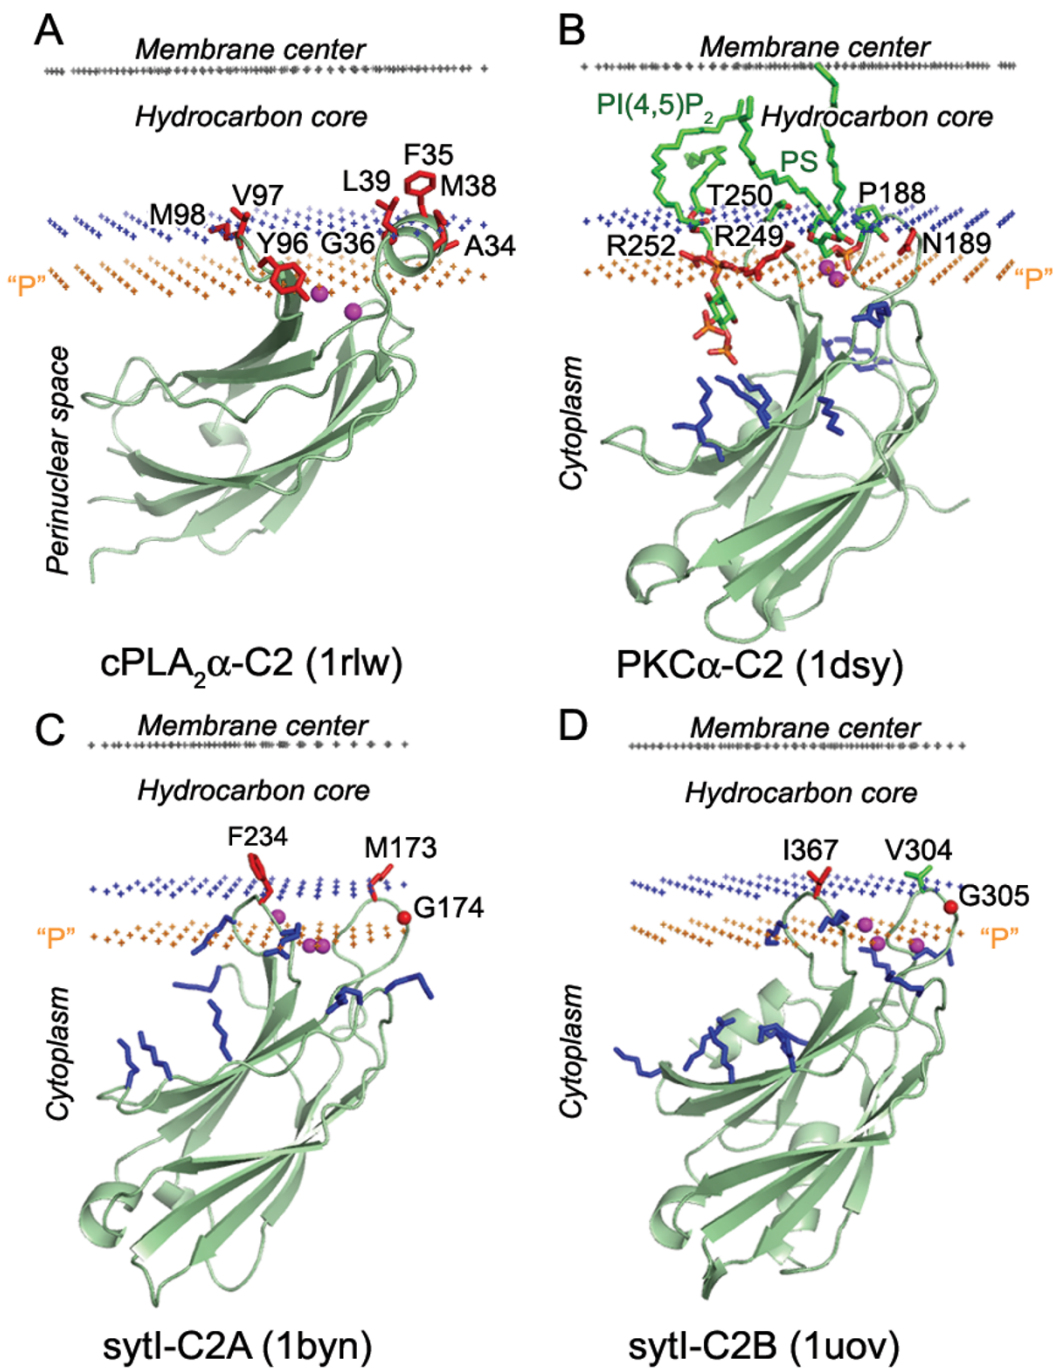 A
Membrane center
Hydrocarbon core
F35
L39
M38
V97
M98
Y96
G36
A34
“P”
Perinuclear space
cPLA₂α-C2 (1rlw)
B
Membrane center
PI(4,5)P₂
Hydrocarbon core
PS
T250
P188
R252
R249
N189
“P”
Cytoplasm
PKCα-C2 (1dsy)
C
Membrane center
Hydrocarbon core
F234
M173
G174
“P”
Cytoplasm
sytI-C2A (1byn)
D
Membrane center
Hydrocarbon core
I367
V304
G305
“P”
Cytoplasm
sytI-C2B (1uov)